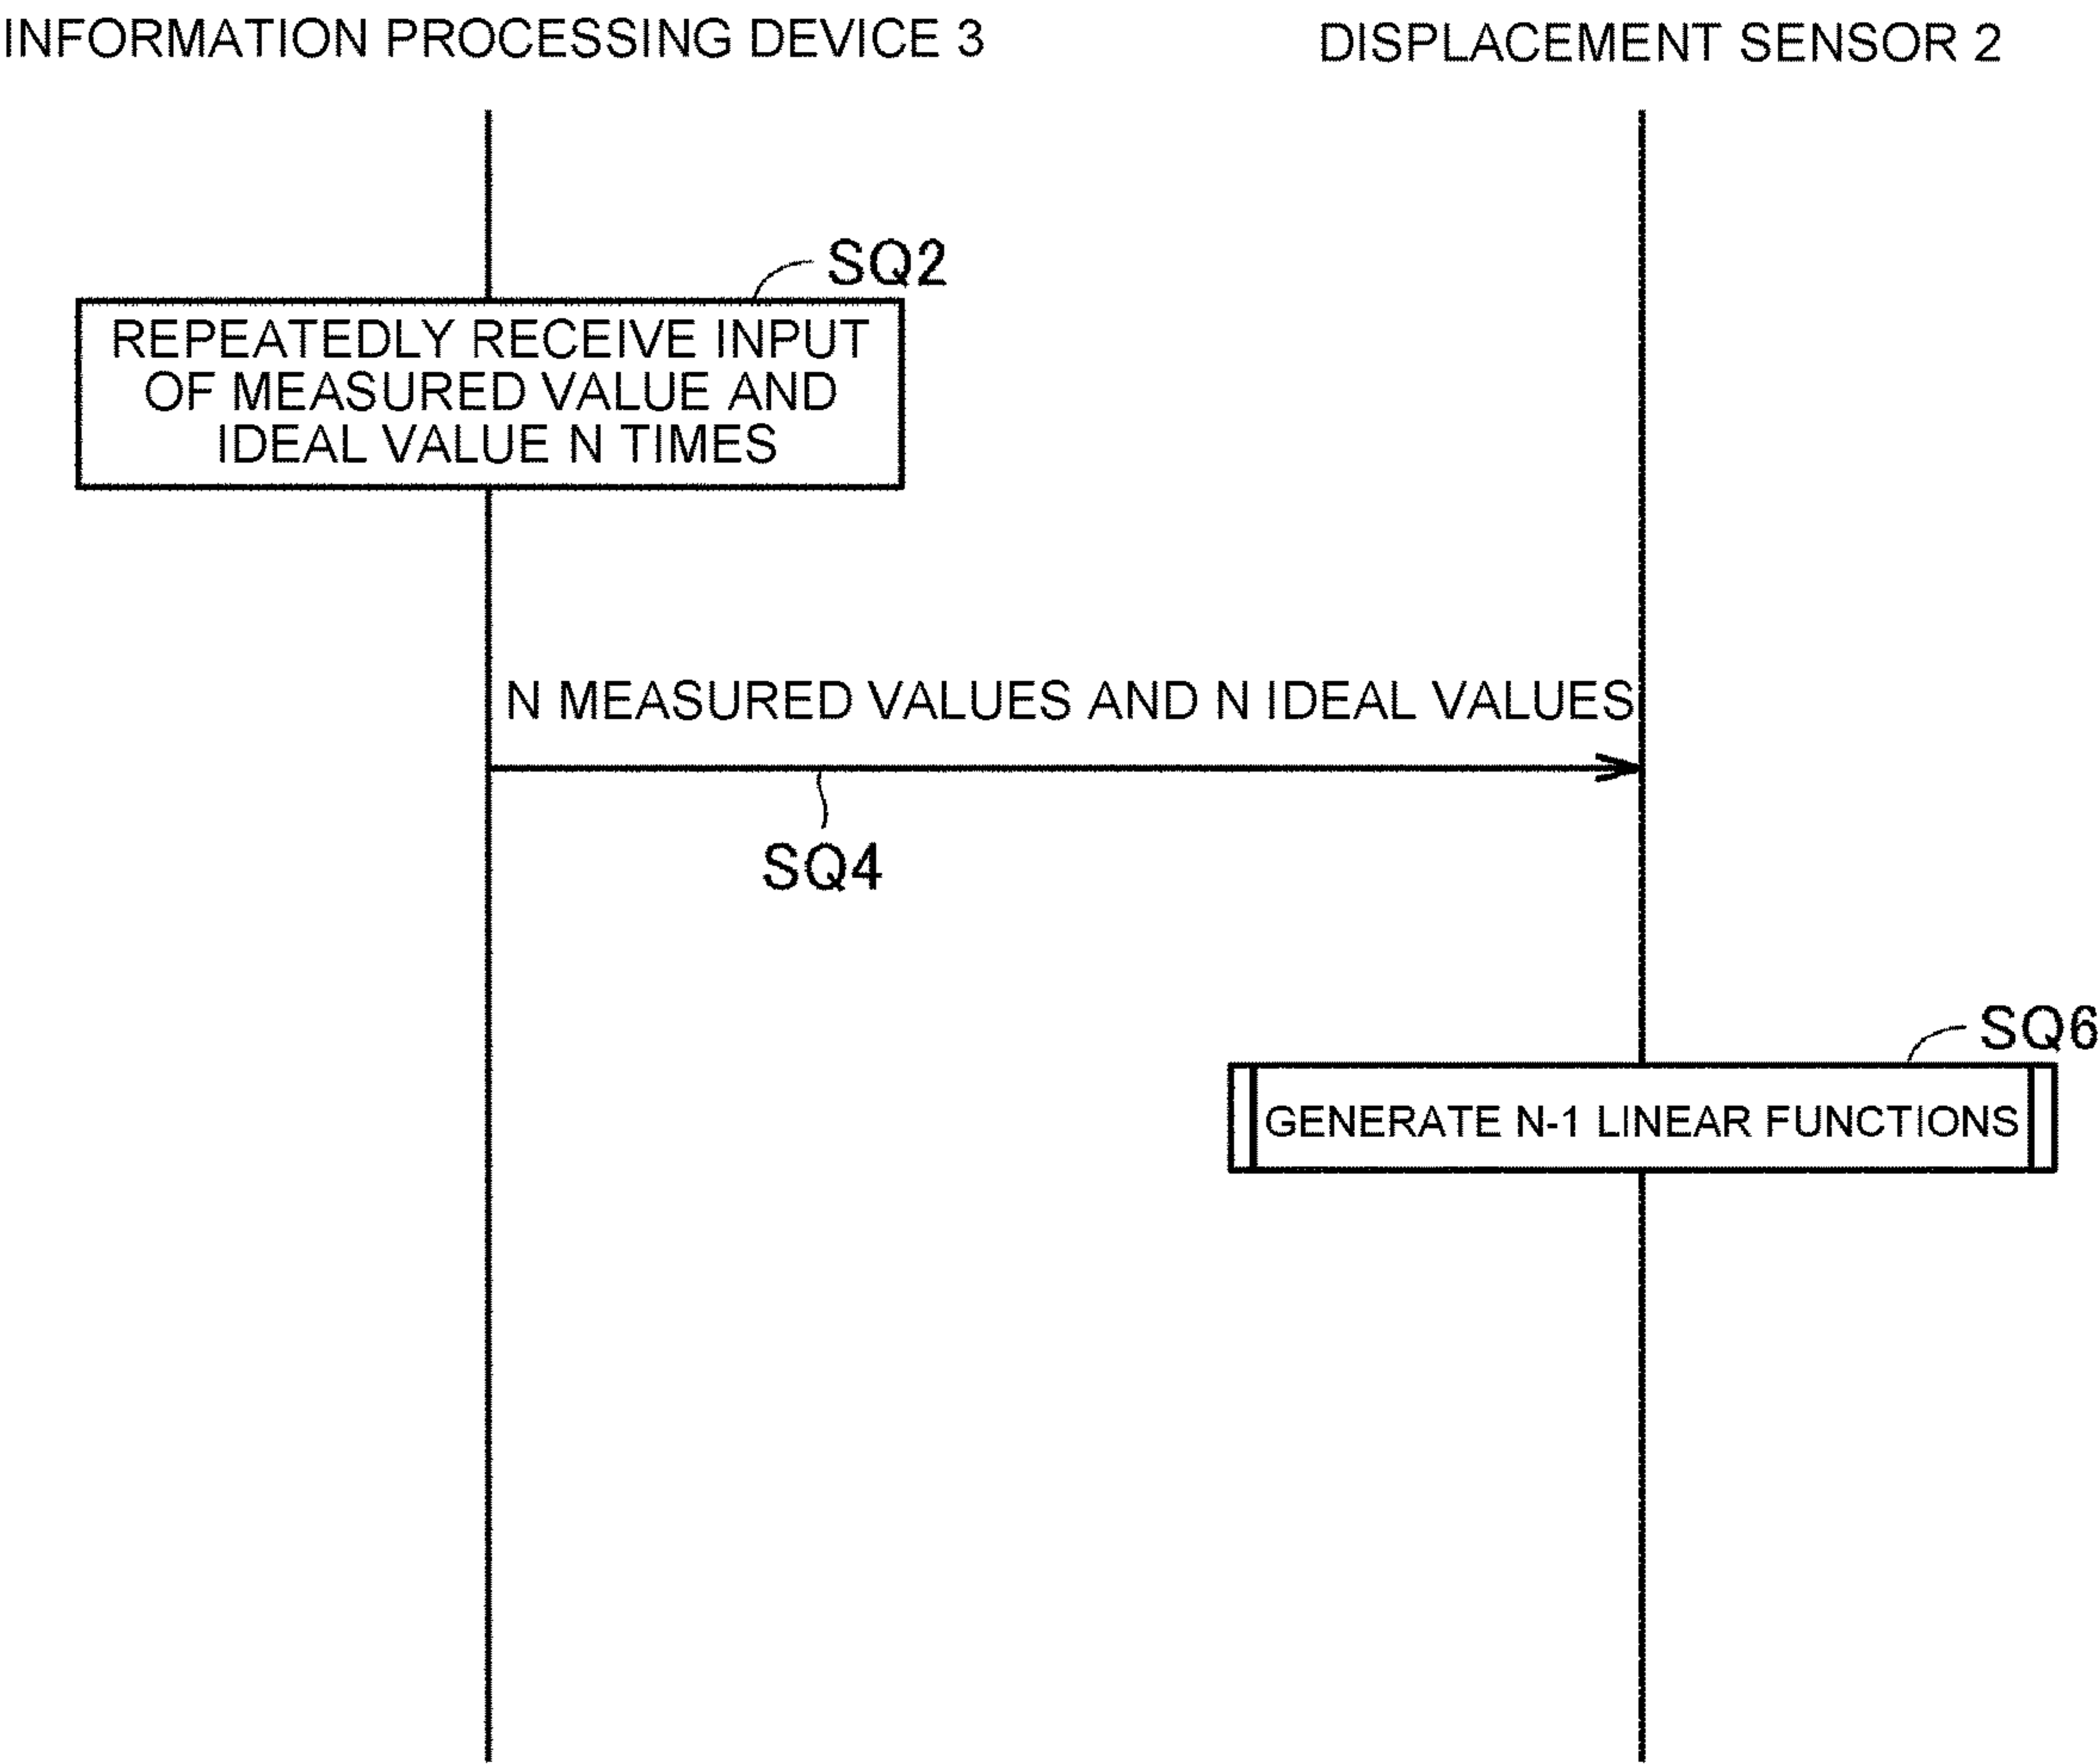 INFORMATION PROCESSING DEVICE 3
DISPLACEMENT SENSOR 2
SQ2
REPEATEDLY RECEIVE INPUT
OF MEASURED VALUE AND
IDEAL VALUE N TIMES
N MEASURED VALUES AND N IDEAL VALUES
SQ4
SQ6
GENERATE N-1 LINEAR FUNCTIONS